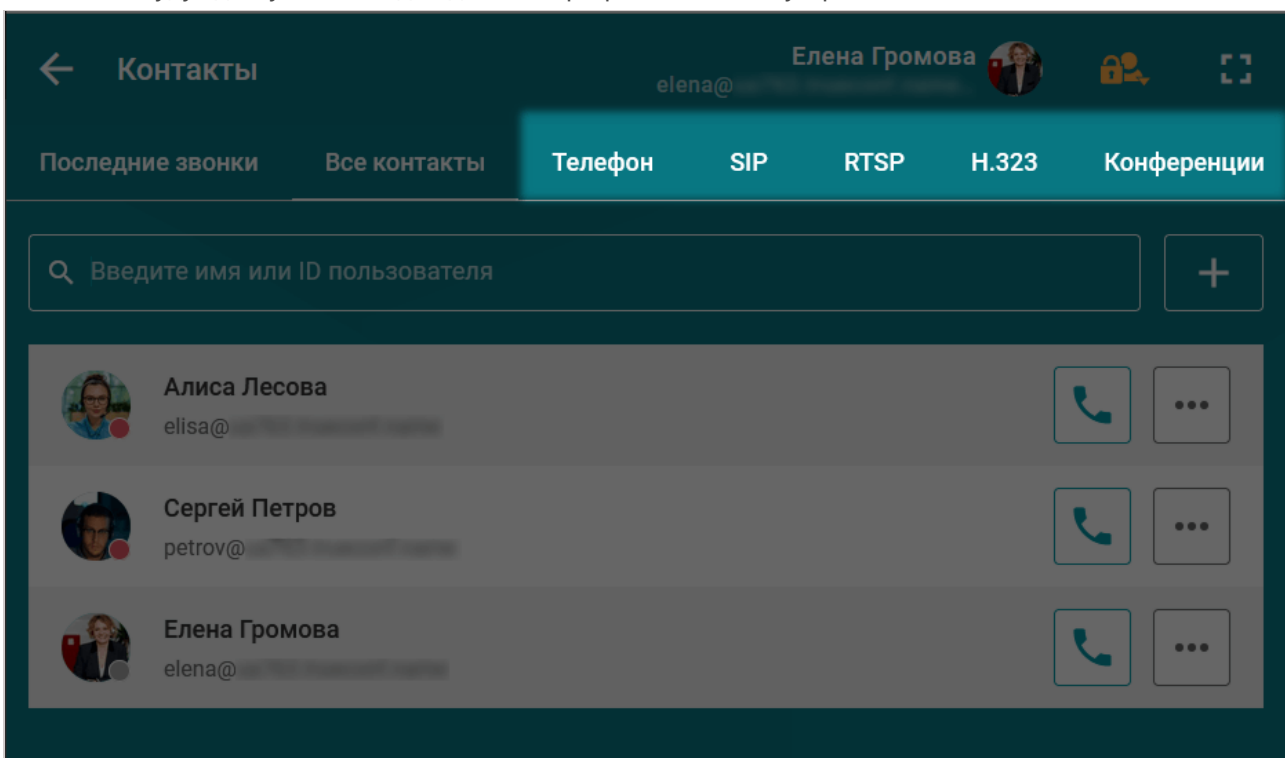 Контакты
Елена Громова
elena@
Последние звонки Все контакты Телефон SIP RTSP H.323 Конференции
Введите имя или ID пользователя
Алиса Лесова
elisa@
Сергей Петров
petrov@
Елена Громова
elena@